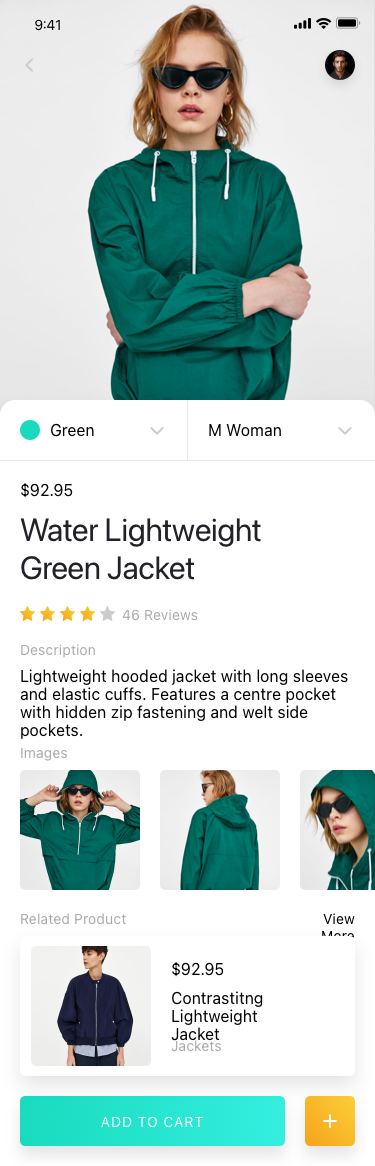 9:41
Green
M Woman
$92.95
Water Lightweight
Green Jacket
46 Reviews
Description
Lightweight hooded jacket with long sleeves
and elastic cuffs. Features a centre pocket
with hidden zip fastening and welt side
pockets.
Images
Related Product
View
More
$92.95
Contrastitng
Lightweight
Jacket
Jackets
ADD TO CART
+